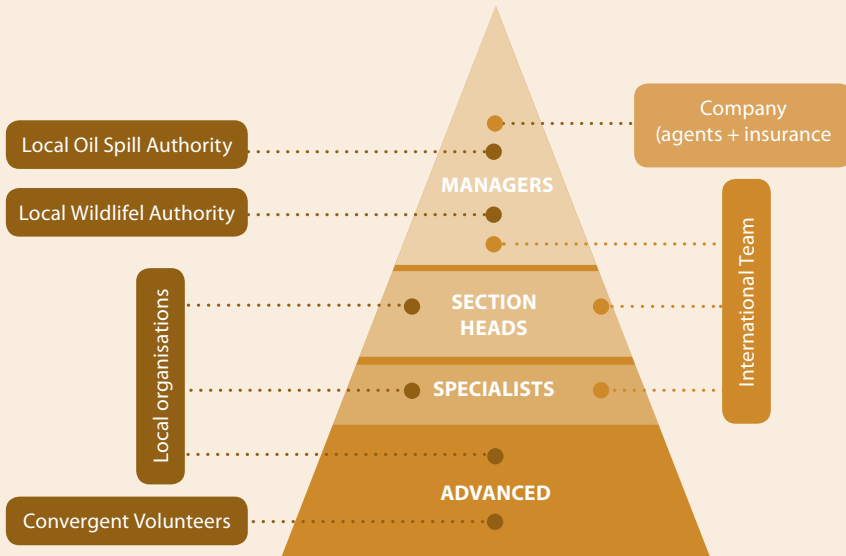 Company
(agents + insurance
Local Oil Spill Authority
MANAGERS
Local Wildlifel Authority
International Team
SECTION
HEADS
Local organisations
SPECIALISTS
ADVANCED
Convergent Volunteers